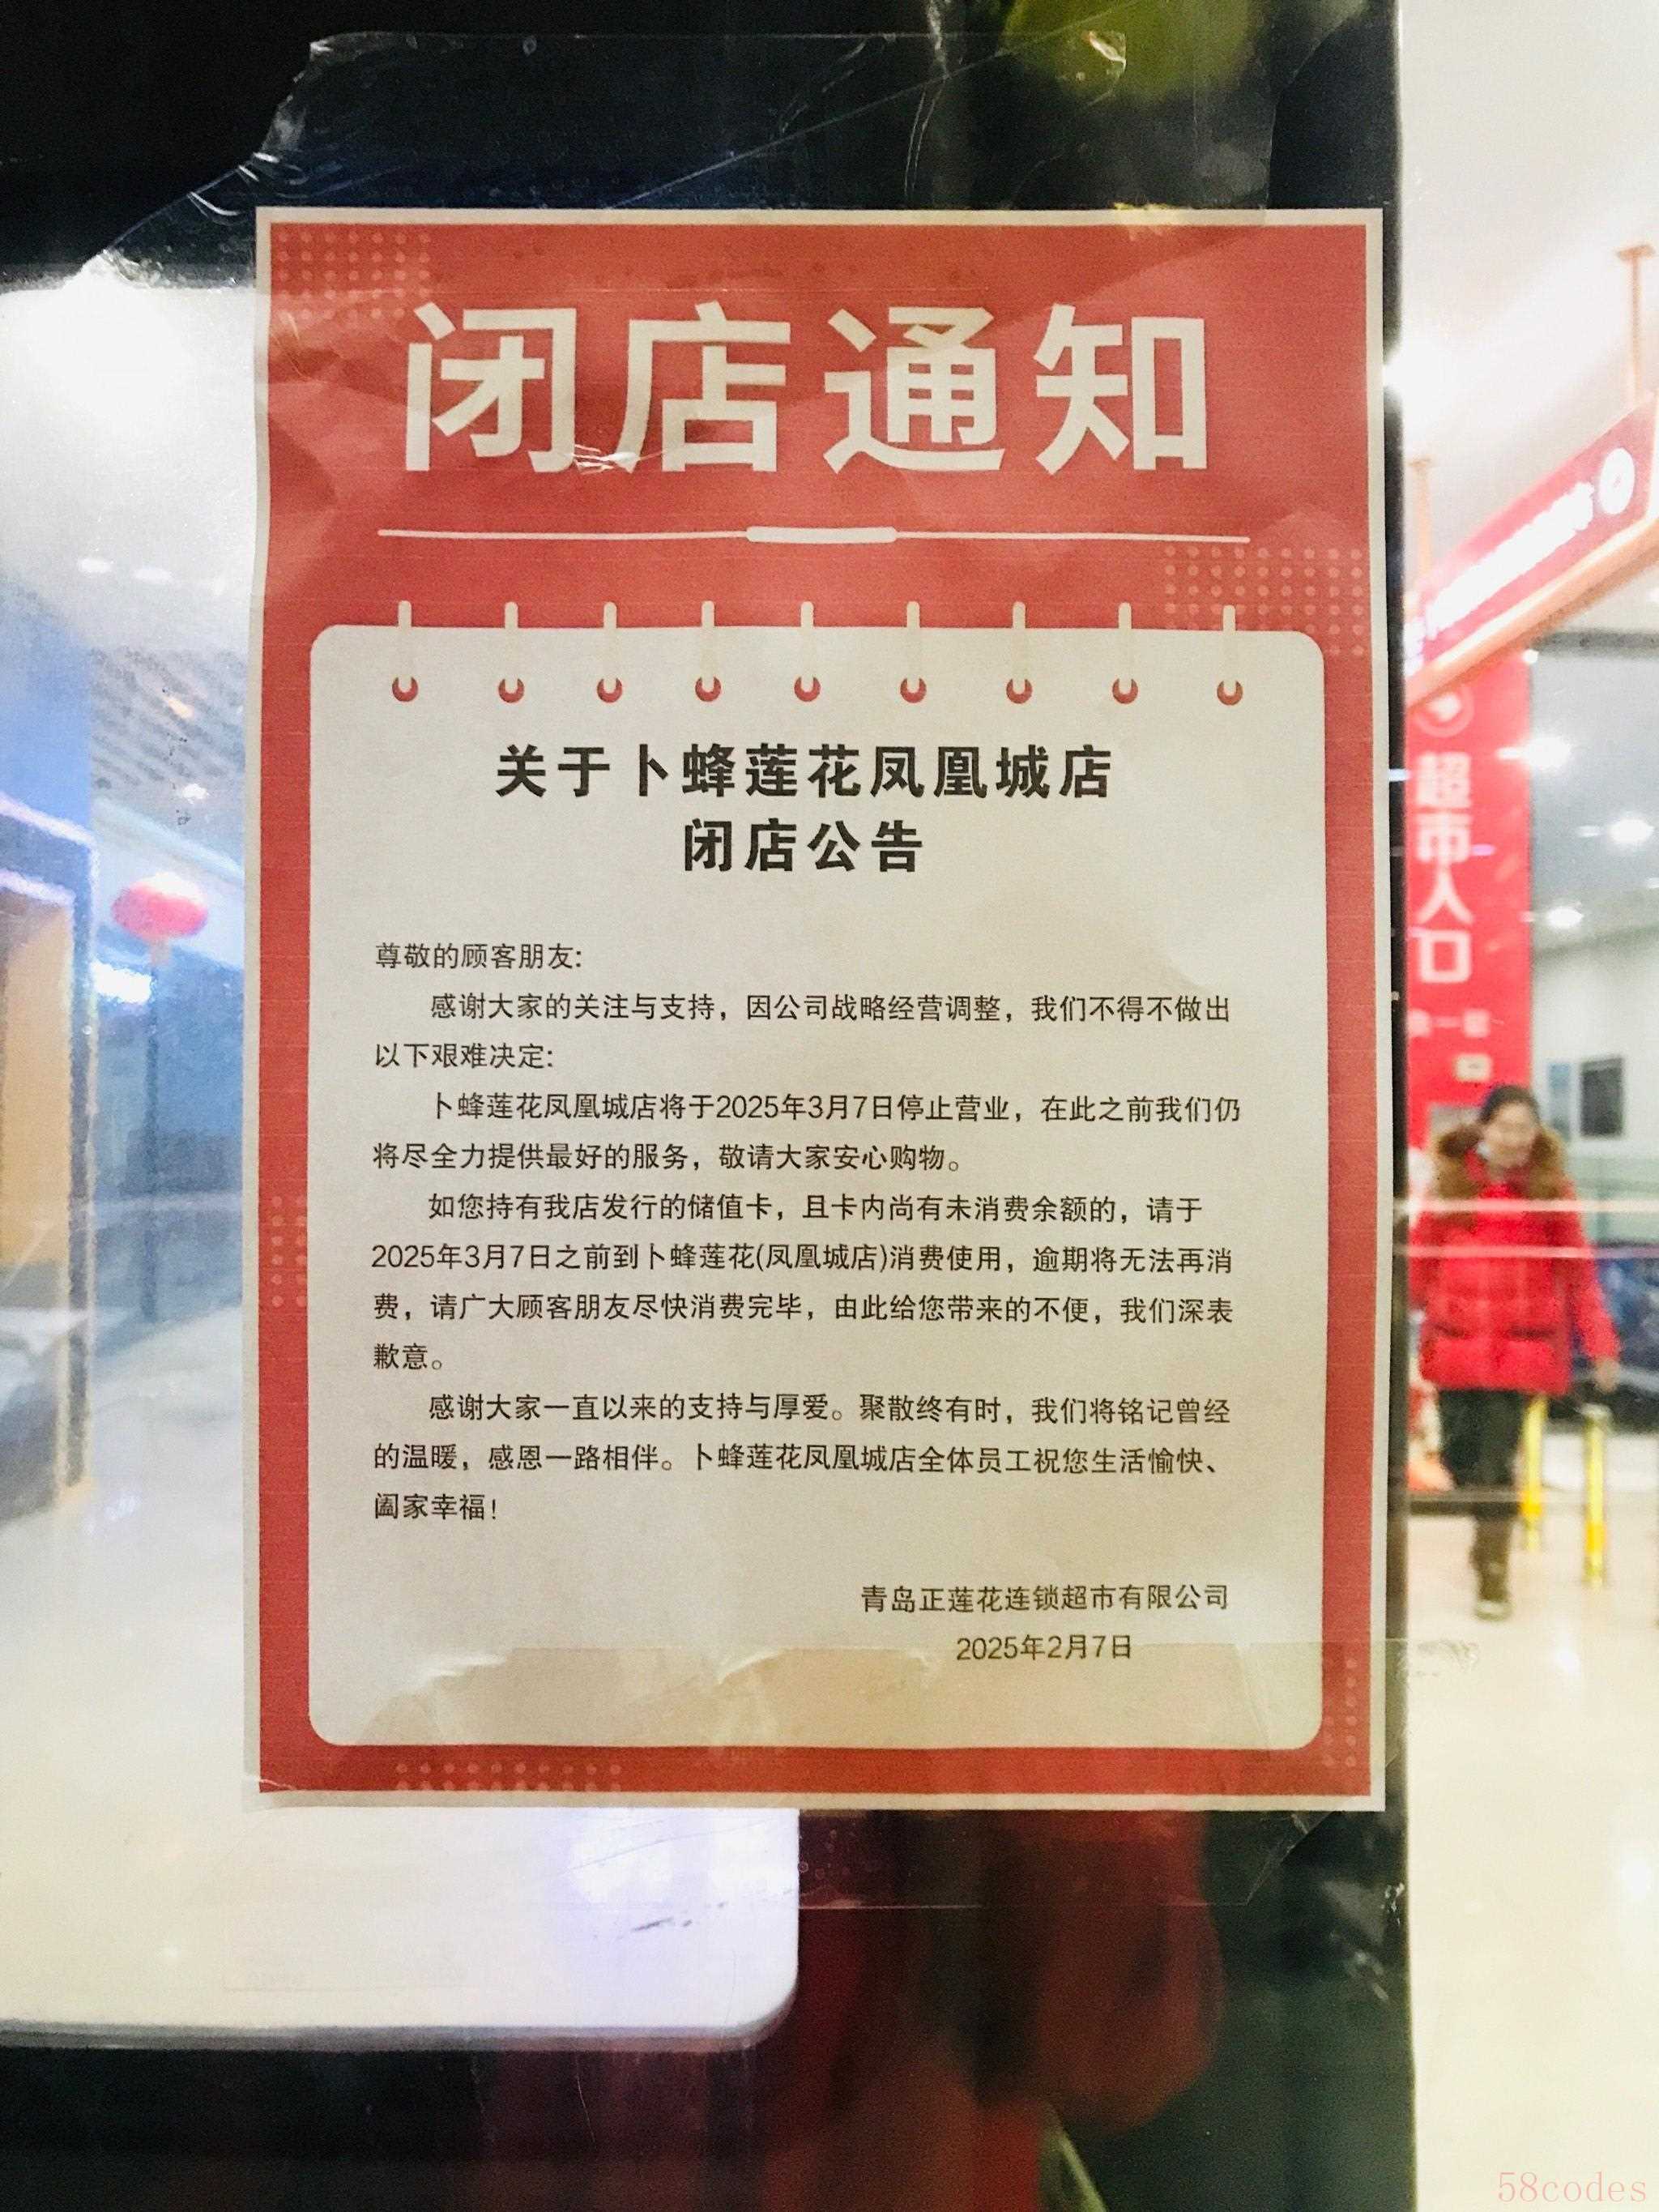 闭店通知
关于卜蜂莲花凤凰城店
闭店公告
尊敬的顾客朋友:
感谢大家的关注与支持，因公司战略经营调整，我们不得不做出
以下艰难决定:
卜蜂莲花凤凰城店将于2025年3月7日停止营业，在此之前我们仍
将尽全力提供最好的服务，敬请大家安心购物。
如您持有我店发行的储值卡，且卡内尚有未消费余额的，请于
2025年3月7日之前到卜蜂莲花(凤凰城店)消费使用，逾期将无法再消
费，请广大顾客朋友尽快消费完毕，由此给您带来的不便，我们深表
歉意。
感谢大家一直以来的支持与厚爱。聚散终有时，我们将铭记曾经
的温暖，感恩一路相伴。卜蜂莲花凤凰城店全体员工祝您生活愉快、
阖家幸福!
青岛正莲花连锁超市有限公司
2025年2月7日
超市入口
58codes